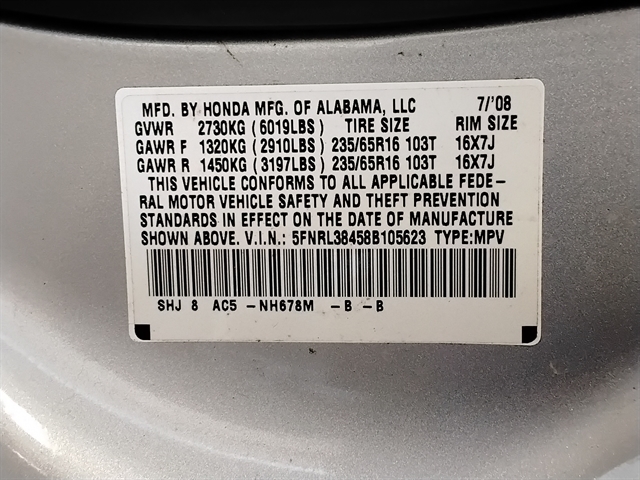 MFD. BY HONDA MFG. OF ALABAMA, LLC 7/'08
GVWR 2730KG (6019LBS) TIRE SIZE RIM SIZE
GAWR F 1320KG (2910LBS) 235/65R16 103T 16X7J
GAWR R 1450KG (3197LBS) 235/65R16 103T 16X7J
THIS VEHICLE CONFORMS TO ALL APPLICABLE FEDE-
RAL MOTOR VEHICLE SAFETY AND THEFT PREVENTION
STANDARDS IN EFFECT ON THE DATE OF MANUFACTURE
SHOWN ABOVE. V.I.N.: 5FNRL38458B105623 TYPE:MPV
SHJ 8 AC5 -NH678M -B -B